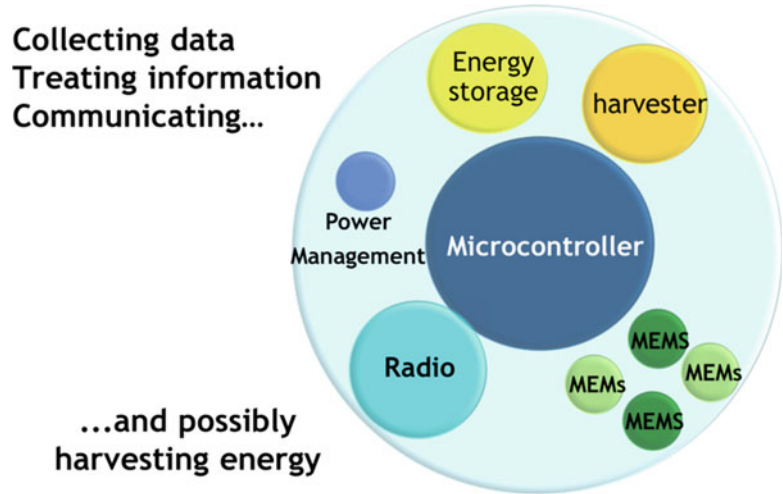 Collecting data
Treating information
Communicating...
Energy
storage
harvester
Power
Management
Microcontroller
Radio
MEMS
MEMs
MEMs
MEMS
...and possibly
harvesting energy